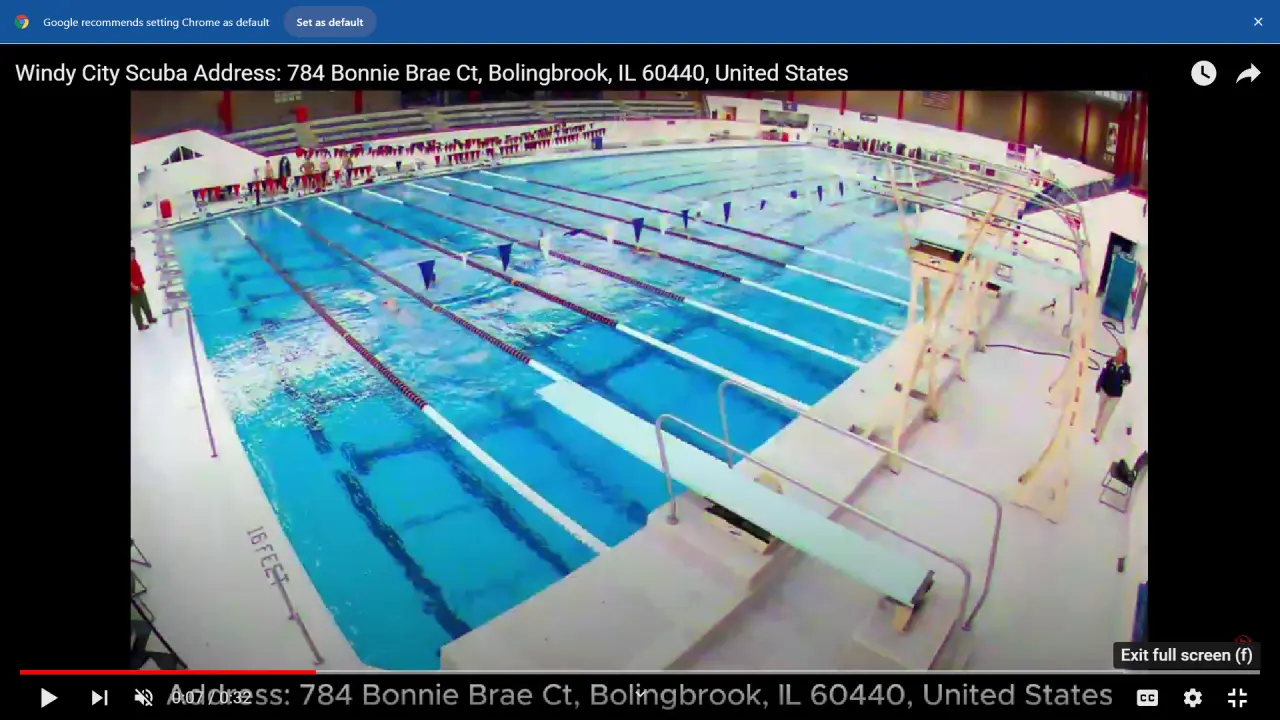 Google recommends setting Chrome as default
Set as default
Windy City Scuba Address: 784 Bonnie Brae Ct, Bolingbrook, IL 60440, United States
16 FEET
Exit full screen (f)
0:07 / 0:32
Address: 784 Bonnie Brae Ct, Bolingbrook, IL 60440, United States
CC